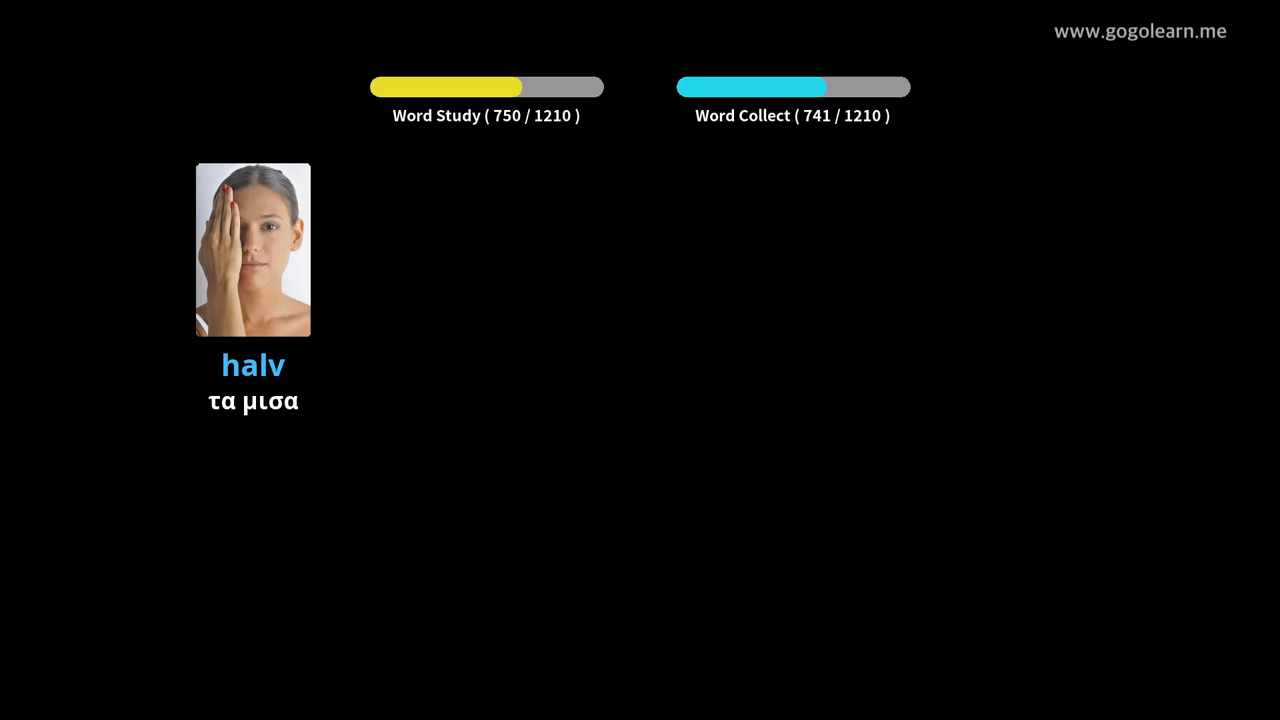 www.gogolearn.me
Word Study ( 750 / 1210 )
Word Collect ( 741 / 1210 )
halv
τα μισα